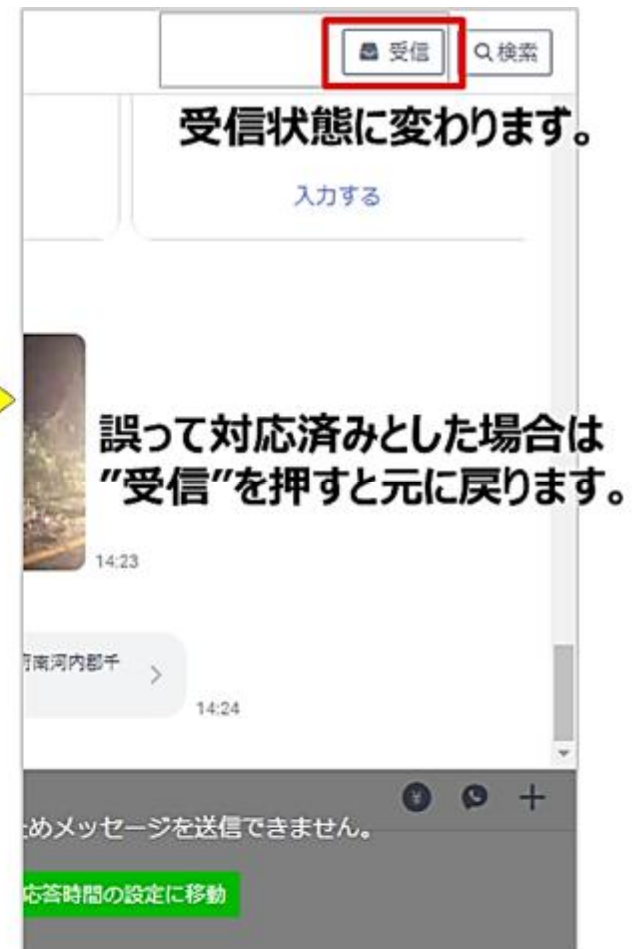 受信
検索
受信状態に変わります。
入力する
誤って対応済みとした場合は
”受信”を押すと元に戻ります。
14:23
南河内郡千
14:24
ためメッセージを送信できません。
応答時間の設定に移動